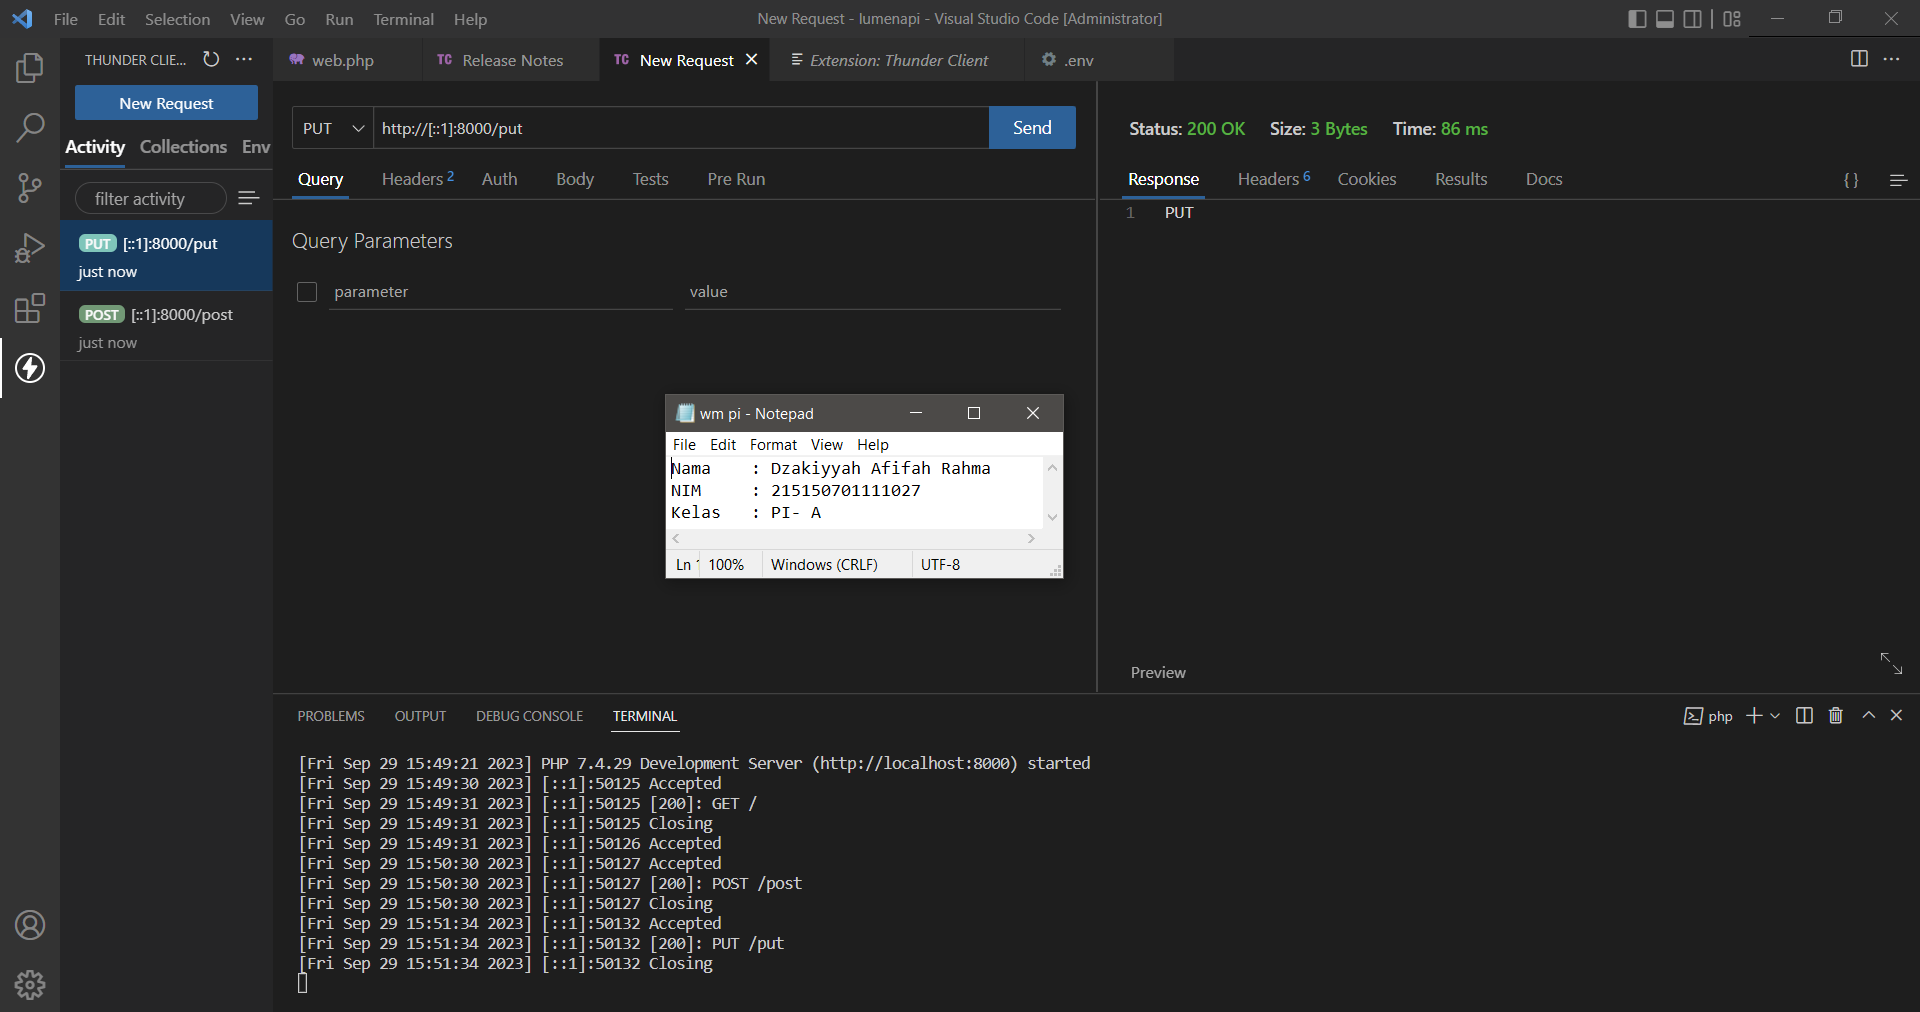 File Edit Selection View Go Run Terminal Help
New Request - lumenapi - Visual Studio Code [Administrator]
THUNDER CLIE...
web.php
TC Release Notes
TC New Request
Extension: Thunder Client
.env
New Request
Activity Collections Env
filter activity
PUT [::1]:8000/put
just now
POST [::1]:8000/post
just now
PUT http://[::1]:8000/put Send
Query Headers 2 Auth Body Tests Pre Run
Query Parameters
parameter value
Status: 200 OK Size: 3 Bytes Time: 86 ms
Response Headers 6 Cookies Results Docs { }
1 PUT
Preview
wm pi - Notepad
File Edit Format View Help
Nama : Dzakiyyah Afifah Rahma
NIM : 215150701111027
Kelas : PI- A
Ln 100% Windows (CRLF) UTF-8
PROBLEMS OUTPUT DEBUG CONSOLE TERMINAL
php
[Fri Sep 29 15:49:21 2023] PHP 7.4.29 Development Server (http://localhost:8000) started
[Fri Sep 29 15:49:30 2023] [::1]:50125 Accepted
[Fri Sep 29 15:49:31 2023] [::1]:50125 [200]: GET /
[Fri Sep 29 15:49:31 2023] [::1]:50125 Closing
[Fri Sep 29 15:49:31 2023] [::1]:50126 Accepted
[Fri Sep 29 15:50:30 2023] [::1]:50127 Accepted
[Fri Sep 29 15:50:30 2023] [::1]:50127 [200]: POST /post
[Fri Sep 29 15:50:30 2023] [::1]:50127 Closing
[Fri Sep 29 15:51:34 2023] [::1]:50132 Accepted
[Fri Sep 29 15:51:34 2023] [::1]:50132 [200]: PUT /put
[Fri Sep 29 15:51:34 2023] [::1]:50132 Closing